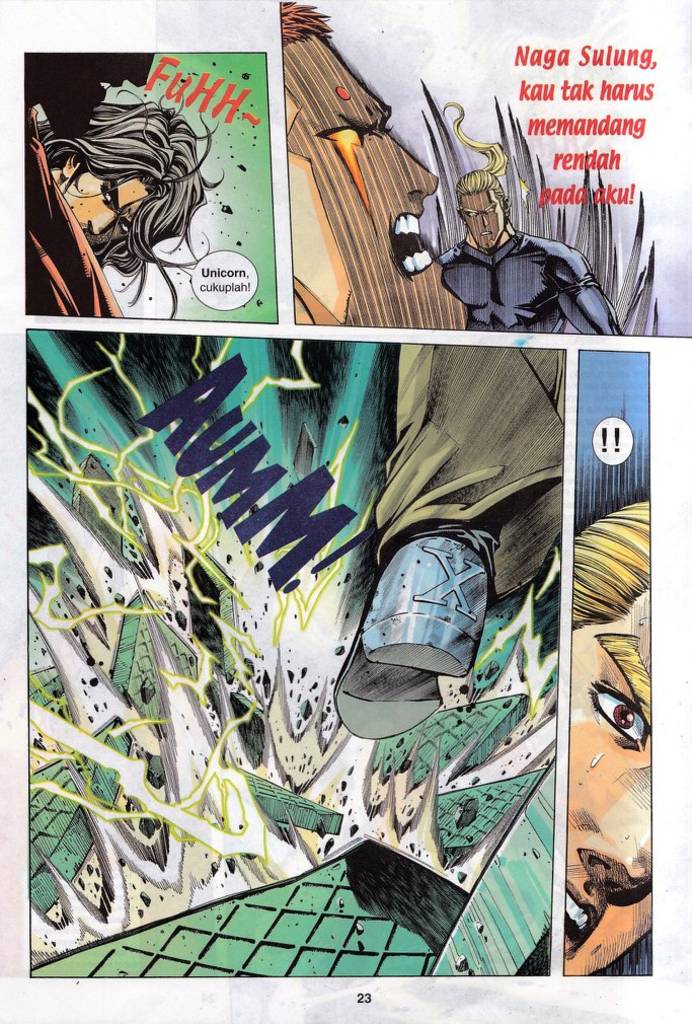 FUHH~
Unicorn,
cukuplah!
Naga Sulung,
kau tak harus
memandang
rendah
pada aku!
AUMM!
X
!!
23